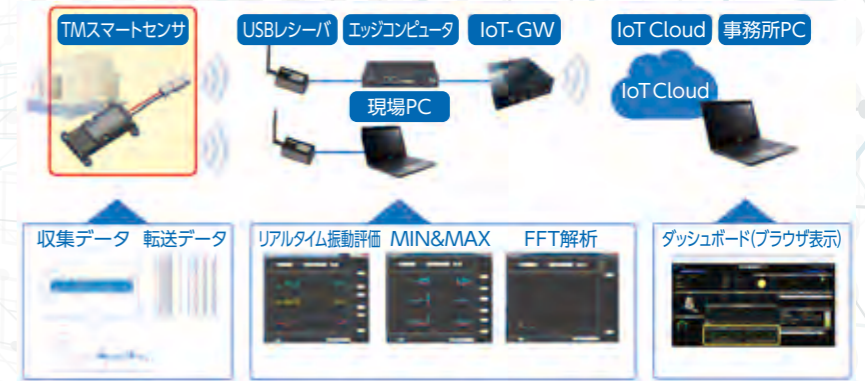 TMスマートセンサ
USBレシーバ
エッジコンピュータ
IoT-GW
IoT Cloud
事務所PC
IoT Cloud
現場PC
収集データ 転送データ
リアルタイム振動評価 MIN&MAX FFT解析
ダッシュボード(ブラウザ表示)